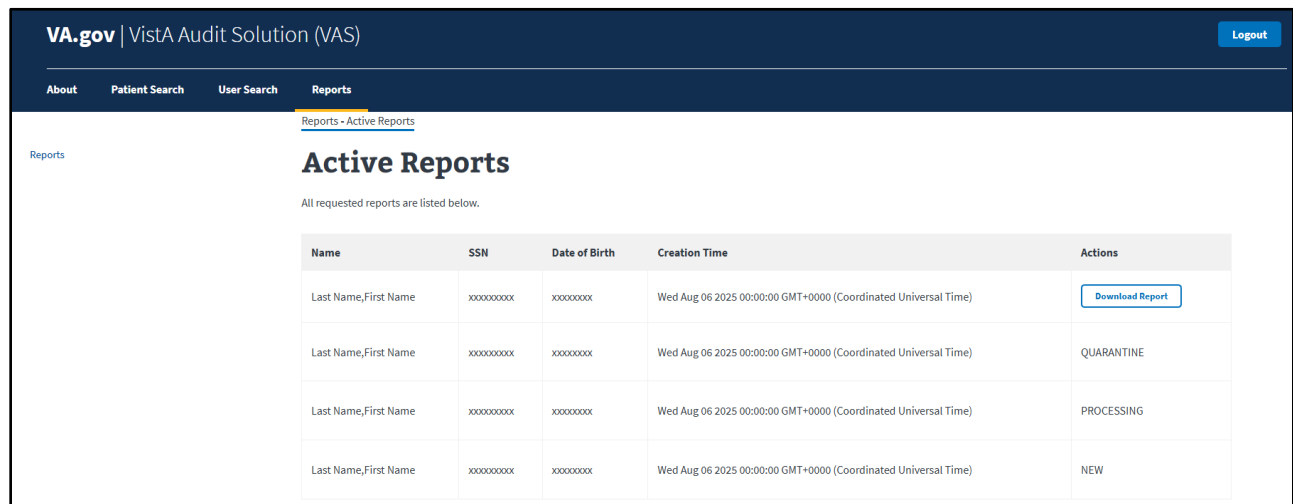 VA.gov | VistA Audit Solution (VAS)
Logout
About Patient Search User Search Reports
Reports - Active Reports
Reports
Active Reports
All requested reports are listed below.
Name SSN Date of Birth Creation Time Actions
Last Name,First Name xxxxxxxxx xxxxxxxx Wed Aug 06 2025 00:00:00 GMT+0000 (Coordinated Universal Time) Download Report
Last Name,First Name xxxxxxxxx xxxxxxxx Wed Aug 06 2025 00:00:00 GMT+0000 (Coordinated Universal Time) QUARANTINE
Last Name,First Name xxxxxxxxx xxxxxxxx Wed Aug 06 2025 00:00:00 GMT+0000 (Coordinated Universal Time) PROCESSING
Last Name,First Name xxxxxxxxx xxxxxxxx Wed Aug 06 2025 00:00:00 GMT+0000 (Coordinated Universal Time) NEW